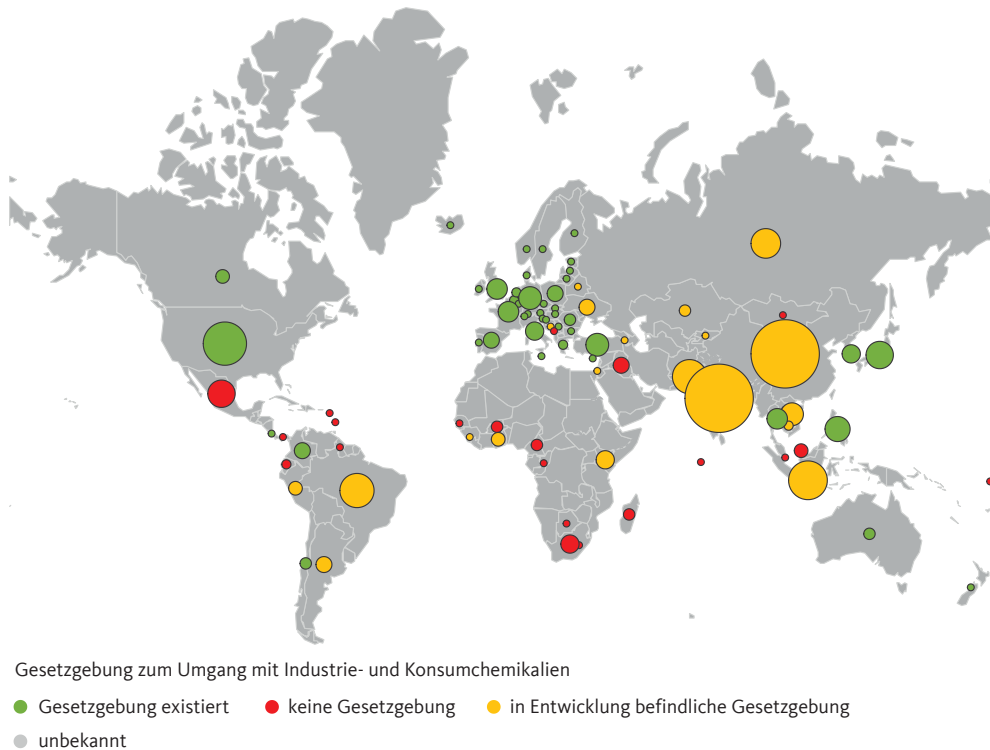 Gesetzgebung zum Umgang mit Industrie- und Konsumchemikalien
Gesetzgebung existiert
keine Gesetzgebung
in Entwicklung befindliche Gesetzgebung
unbekannt